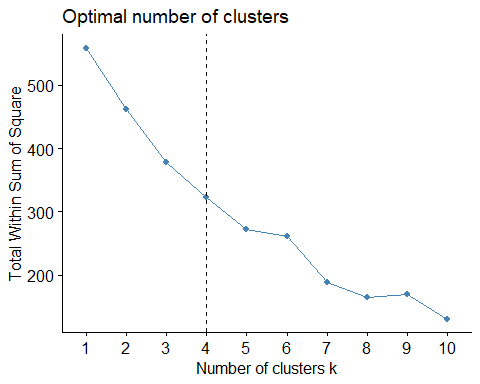 Optimal number of clusters
Total Within Sum of Square
500
400
300
200
1 2 3 4 5 6 7 8 9 10
Number of clusters k